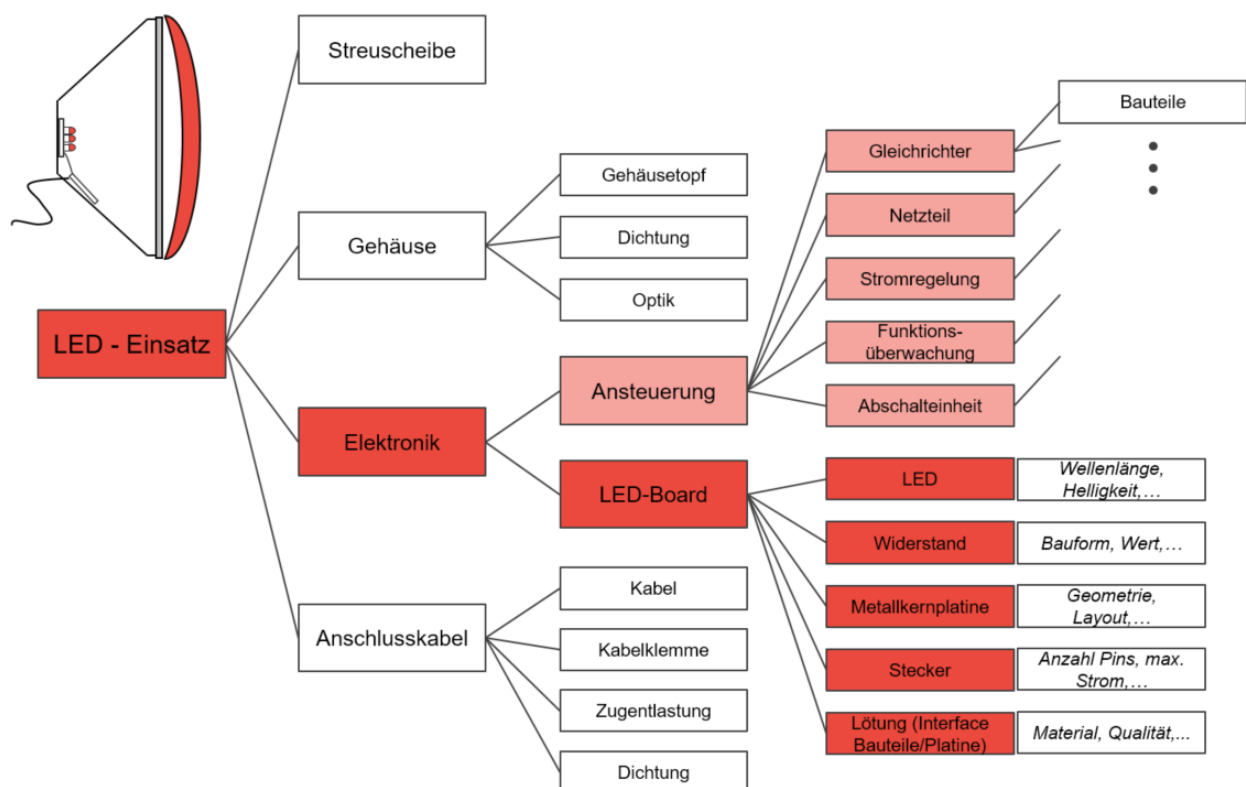 Streuscheibe
Bauteile
Gleichrichter
Gehäusetopf
Netzteil
Gehäuse
Dichtung
Stromregelung
Optik
LED - Einsatz
Funktions-
überwachung
Ansteuerung
Abschalteinheit
Elektronik
LED-Board
LED
Wellenlänge,
Helligkeit,…
Widerstand
Bauform, Wert,…
Kabel
Metallkernplatine
Geometrie,
Layout,…
Anschlusskabel
Kabelklemme
Stecker
Anzahl Pins, max.
Strom,…
Zugentlastung
Lötung (Interface
Bauteile/Platine)
Material, Qualität,...
Dichtung